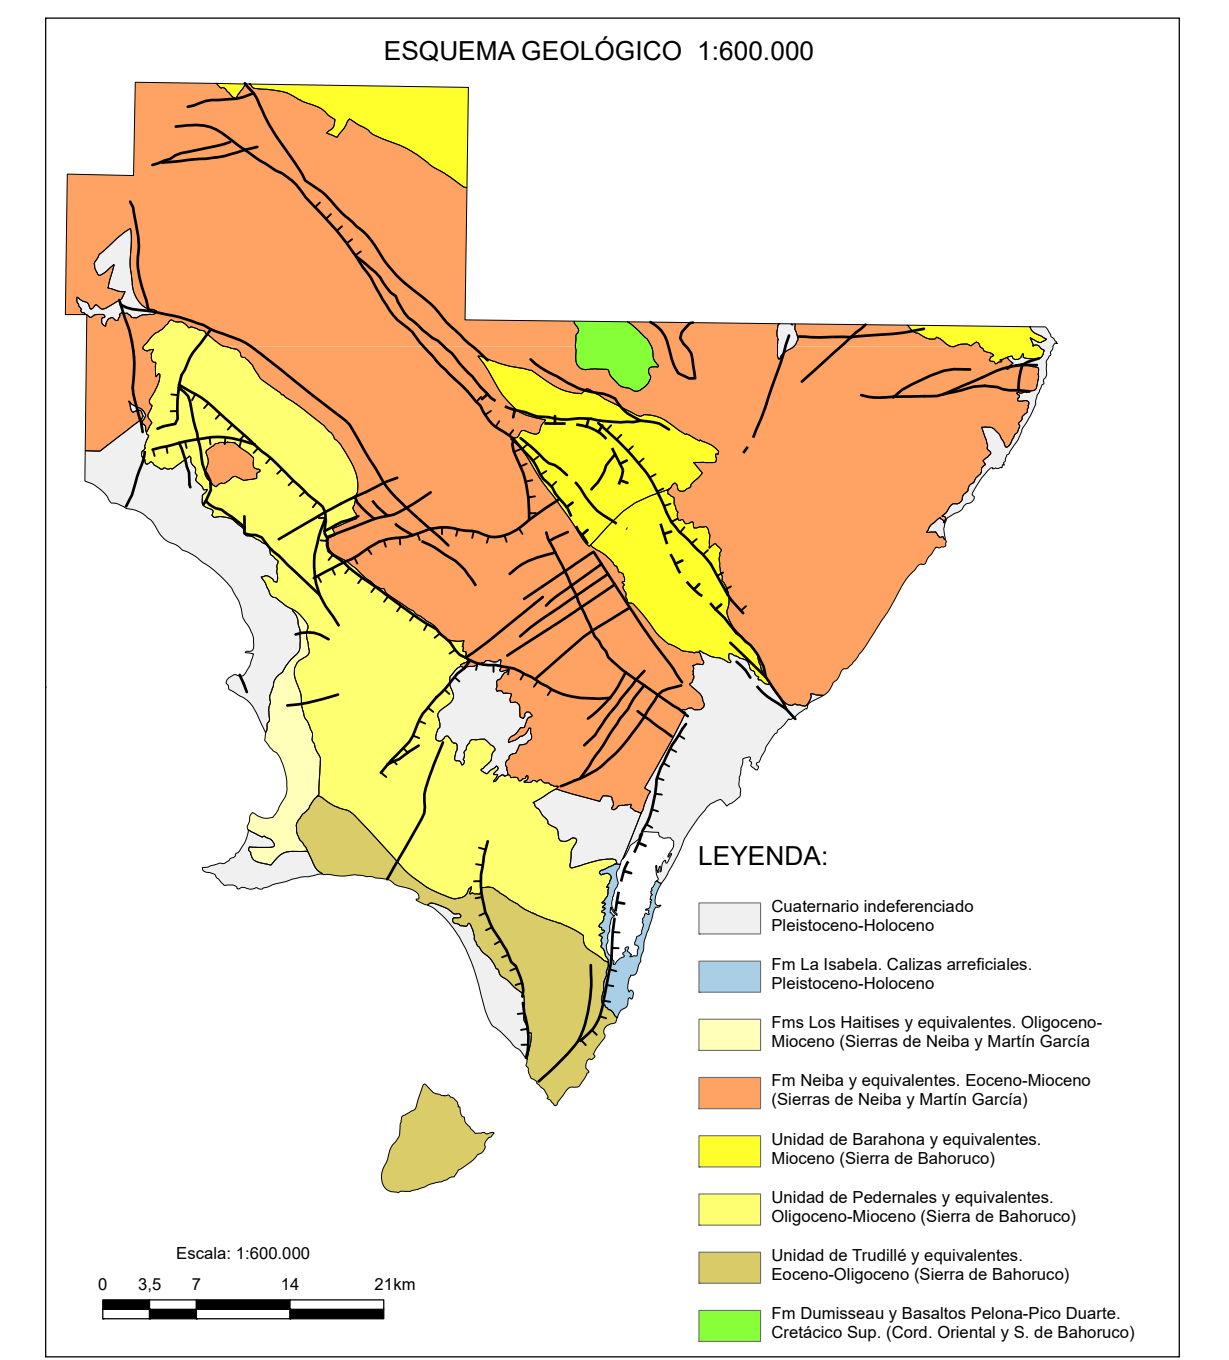 ESQUEMA GEOLÓGICO 1:600.000
LEYENDA:
Cuaternario indeferenciado
Pleistoceno-Holoceno
Fm La Isabela. Calizas arreficiales.
Pleistoceno-Holoceno
Fms Los Haitises y equivalentes. Oligoceno-
Mioceno (Sierras de Neiba y Martín García
Fm Neiba y equivalentes. Eoceno-Mioceno
(Sierras de Neiba y Martín García)
Unidad de Barahona y equivalentes.
Mioceno (Sierra de Bahoruco)
Unidad de Pedernales y equivalentes.
Oligoceno-Mioceno (Sierra de Bahoruco)
Unidad de Trudillé y equivalentes.
Eoceno-Oligoceno (Sierra de Bahoruco)
Fm Dumisseau y Basaltos Pelona-Pico Duarte.
Cretácico Sup. (Cord. Oriental y S. de Bahoruco)
Escala: 1:600.000
0 3,5 7 14 21km